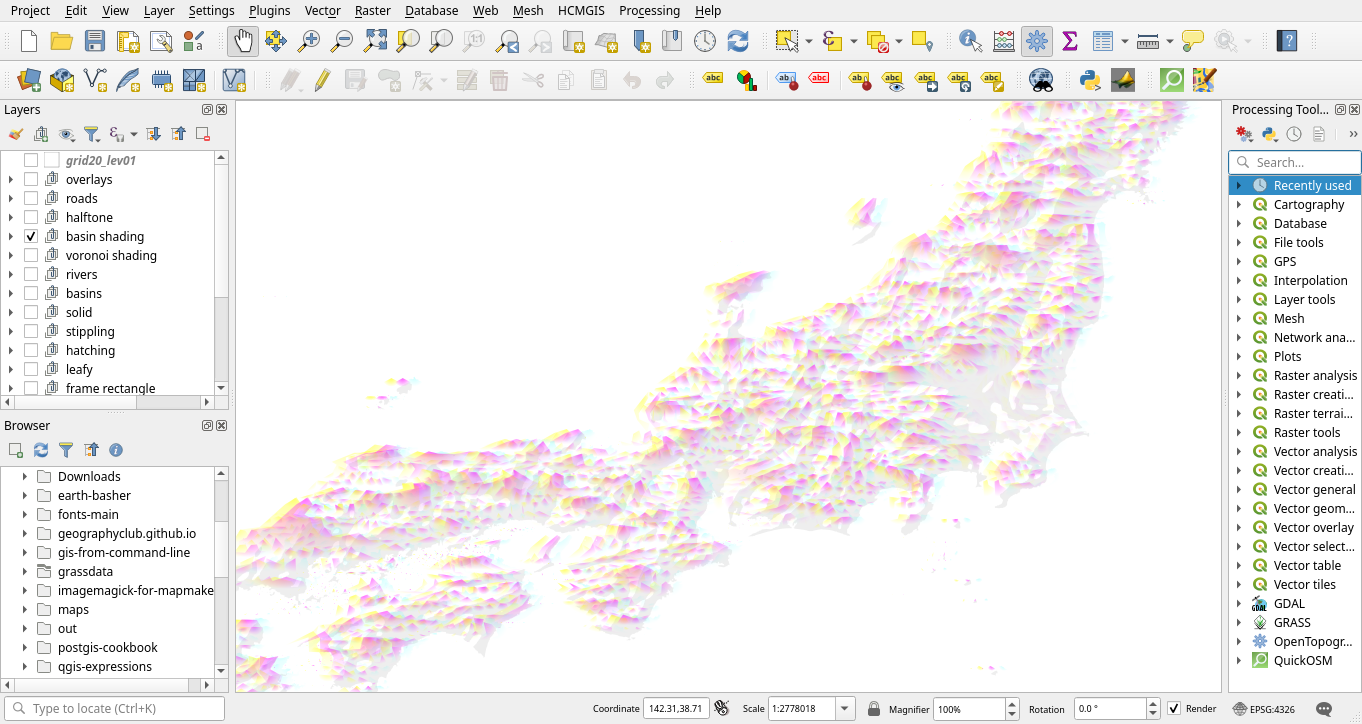 Project Edit View Layer Settings Plugins Vector Raster Database Web Mesh HCMGIS Processing Help
1:1
abc ab abc ab abc abc abc abc
Layers
grid20_lev01
overlays
roads
halftone
basin shading
voronoi shading
rivers
basins
solid
stippling
hatching
leafy
frame rectangle
Browser
Downloads
earth-basher
fonts-main
geographyclub.github.io
gis-from-command-line
grassdata
imagemagick-for-mapmake
maps
out
postgis-cookbook
qgis-expressions
Processing Tool...
»
Search...
Recently used
Cartography
Database
File tools
GPS
Interpolation
Layer tools
Mesh
Network ana...
Plots
Raster analysis
Raster creati...
Raster terrai...
Raster tools
Vector analysis
Vector creati...
Vector general
Vector geom...
Vector overlay
Vector select...
Vector table
Vector tiles
GDAL
GRASS
OpenTopogr...
QuickOSM
Type to locate (Ctrl+K) Coordinate 142.31,38.71 Scale 1:2778018 Magnifier 100% Rotation 0.0 ° Render EPSG:4326